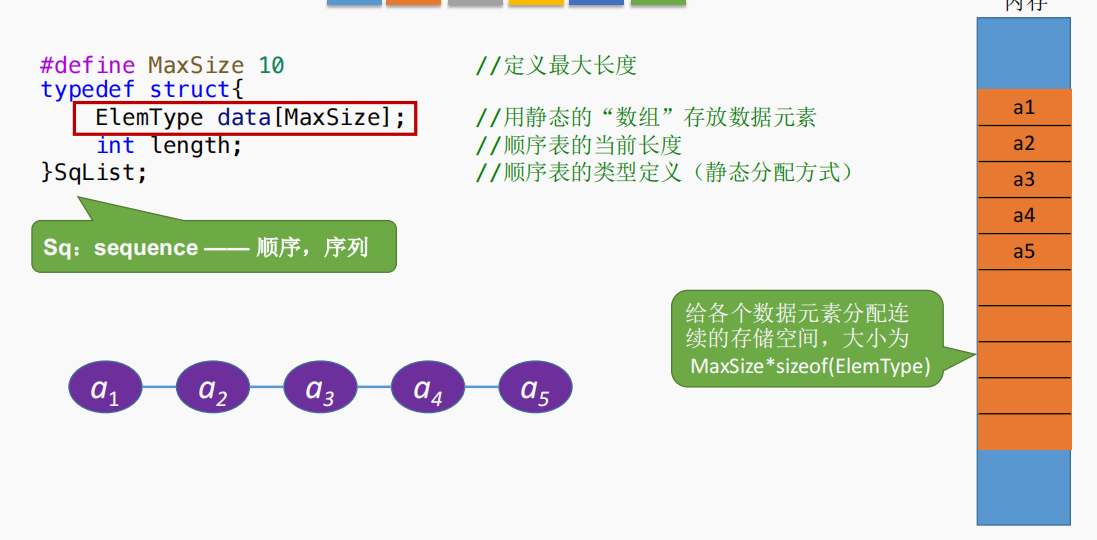 内存
#define MaxSize 10 //定义最大长度
typedef struct{
ElemType data[MaxSize]; //用静态的“数组”存放数据元素
int length; //顺序表的当前长度
}SqList; //顺序表的类型定义（静态分配方式）
Sq：sequence —— 顺序，序列
a1
a2
a3
a4
a5
给各个数据元素分配连
续的存储空间，大小为
MaxSize*sizeof(ElemType)
a1 a2 a3 a4 a5